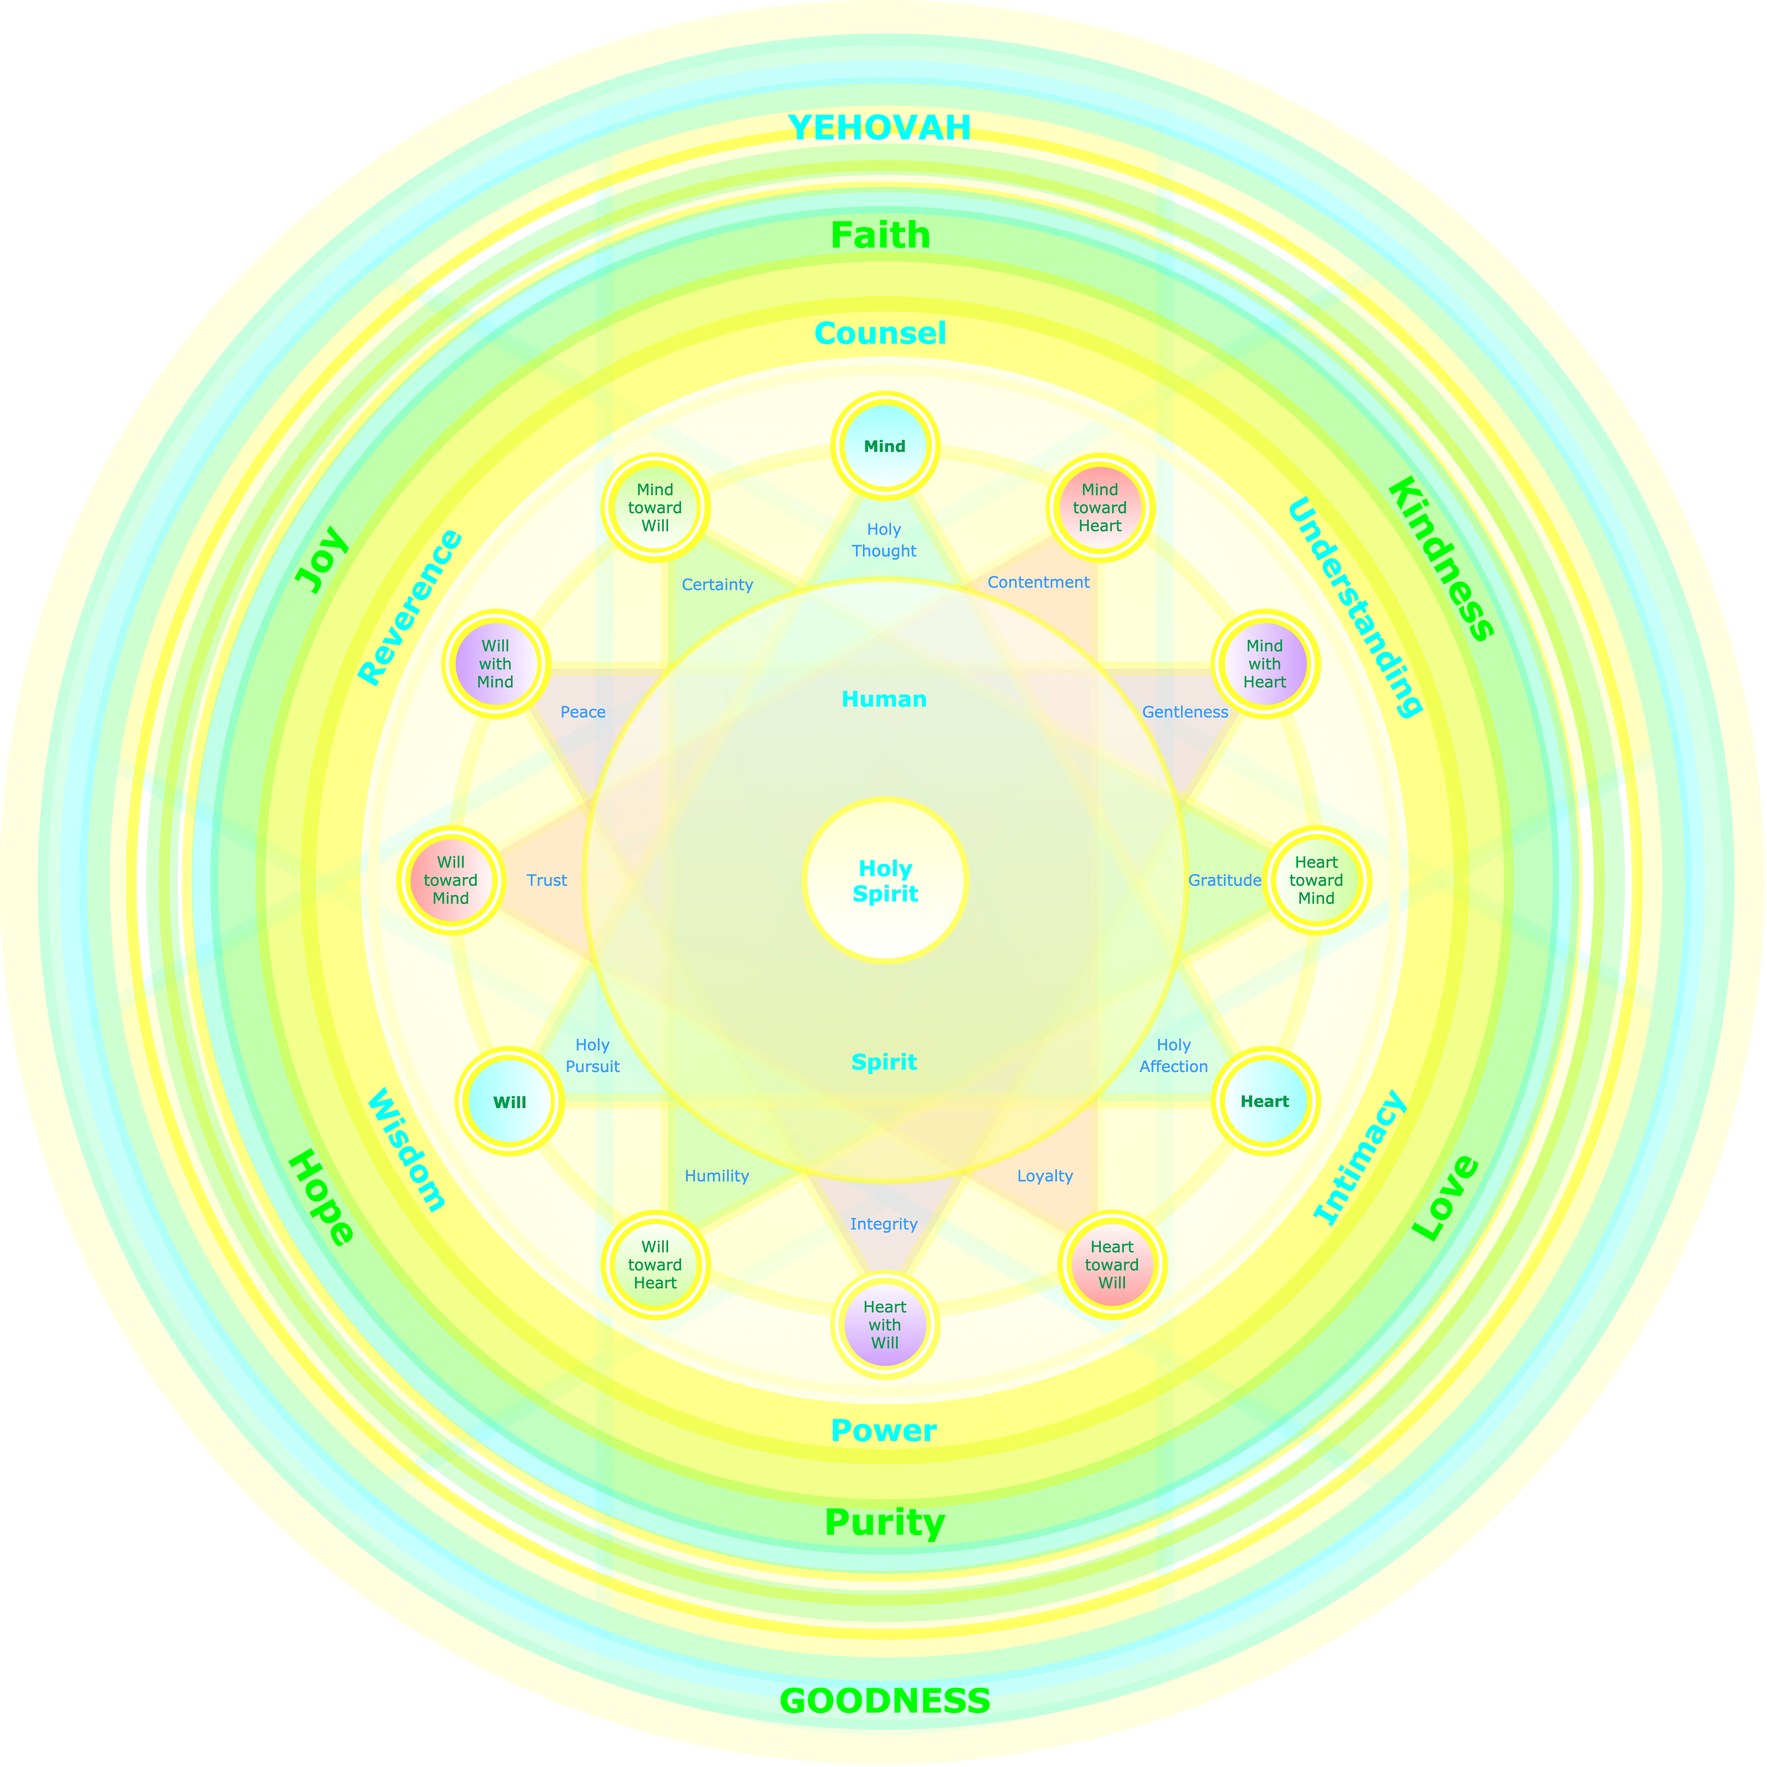 YEHOVAH
Faith
Counsel
Mind
Mind
toward
Will
Mind
toward
Heart
Holy
Thought
Certainty
Contentment
Joy
Reverence
Understanding
Kindness
Will
with
Mind
Mind
with
Heart
Peace
Human
Gentleness
Will
toward
Mind
Trust
Holy
Spirit
Gratitude
Heart
toward
Mind
Holy
Pursuit
Spirit
Holy
Affection
Will
Heart
Hope
Wisdom
Intimacy
Love
Humility
Integrity
Loyalty
Will
toward
Heart
Heart
toward
Will
Heart
with
Will
Power
Purity
GOODNESS